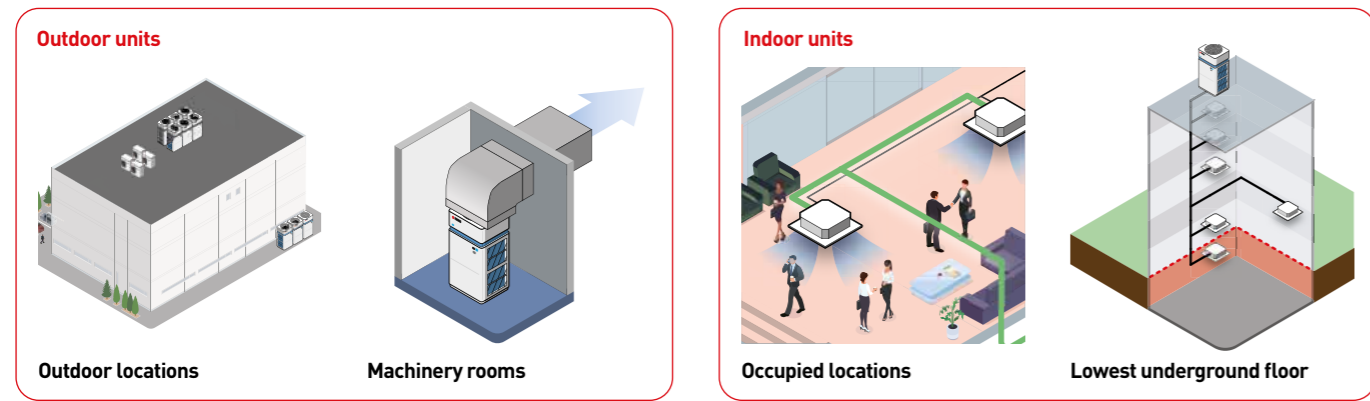 Outdoor units
Outdoor locations
Machinery rooms
Indoor units
Occupied locations
Lowest underground floor